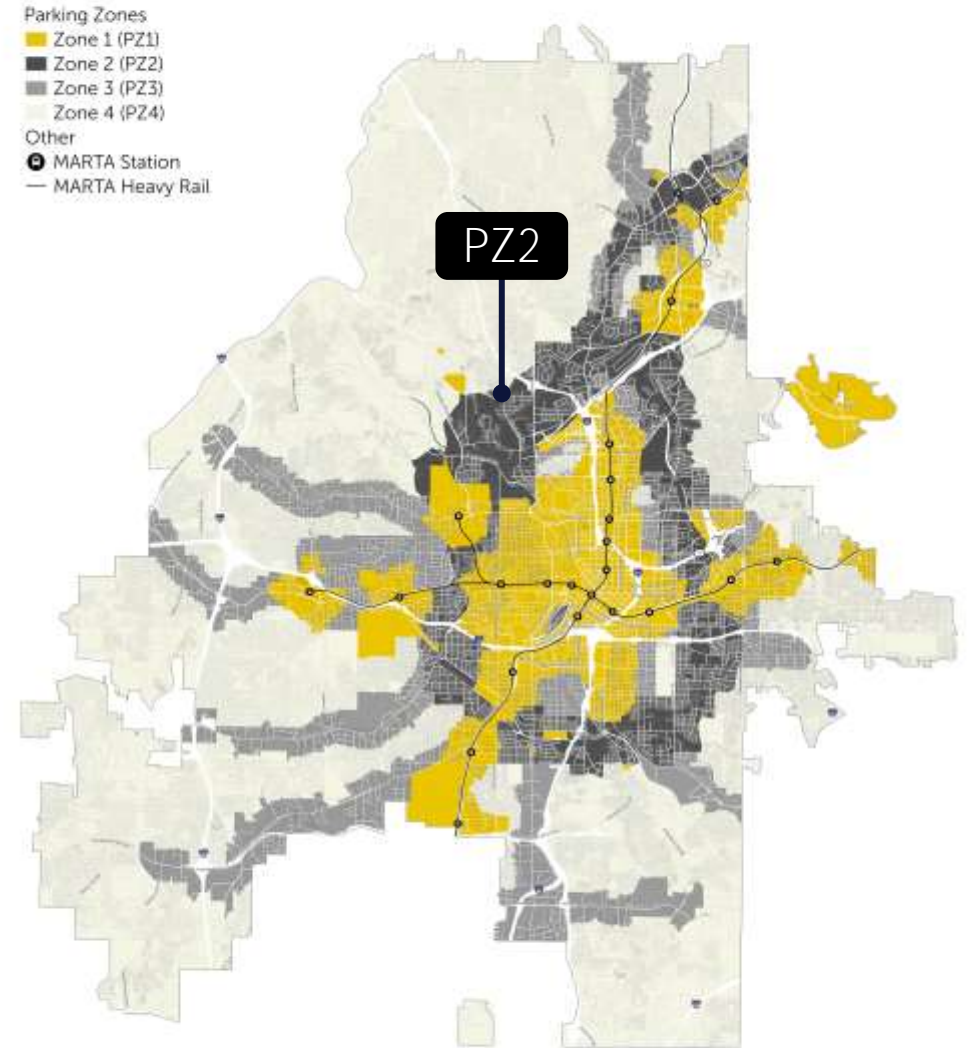 Parking Zones
Zone 1 (PZ1)
Zone 2 (PZ2)
Zone 3 (PZ3)
Zone 4 (PZ4)
Other
MARTA Station
MARTA Heavy Rail
PZ2